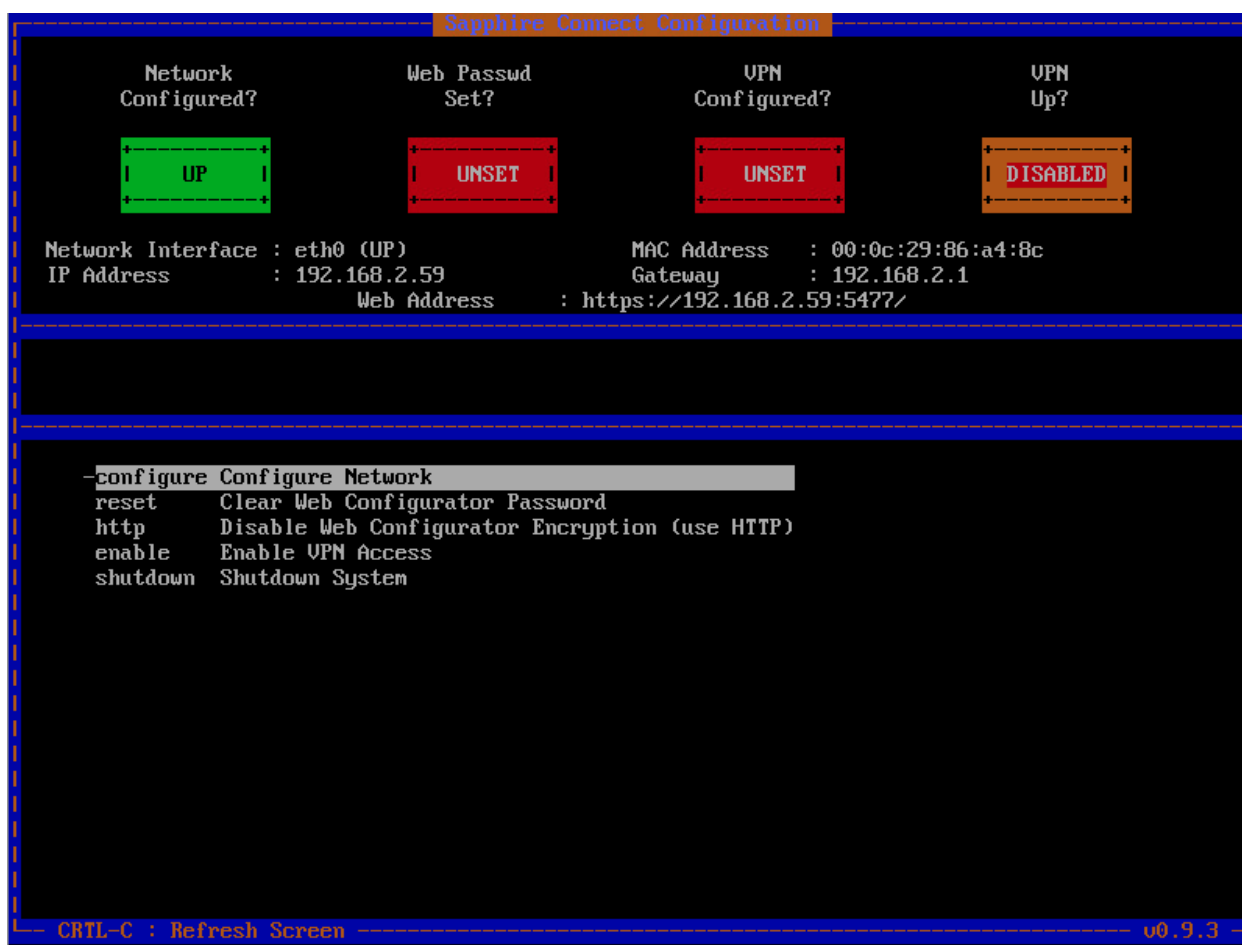 Sapphire Connect Configuration
Network Configured?
Web Passwd Set?
VPN Configured?
VPN Up?
UP
UNSET
UNSET
DISABLED
Network Interface : eth0 (UP)
MAC Address : 00:0c:29:86:a4:8c
IP Address : 192.168.2.59
Gateway : 192.168.2.1
Web Address : https://192.168.2.59:5477/
configure Configure Network
reset Clear Web Configurator Password
http Disable Web Configurator Encryption (use HTTP)
enable Enable VPN Access
shutdown Shutdown System
CRTL-C : Refresh Screen
v0.9.3